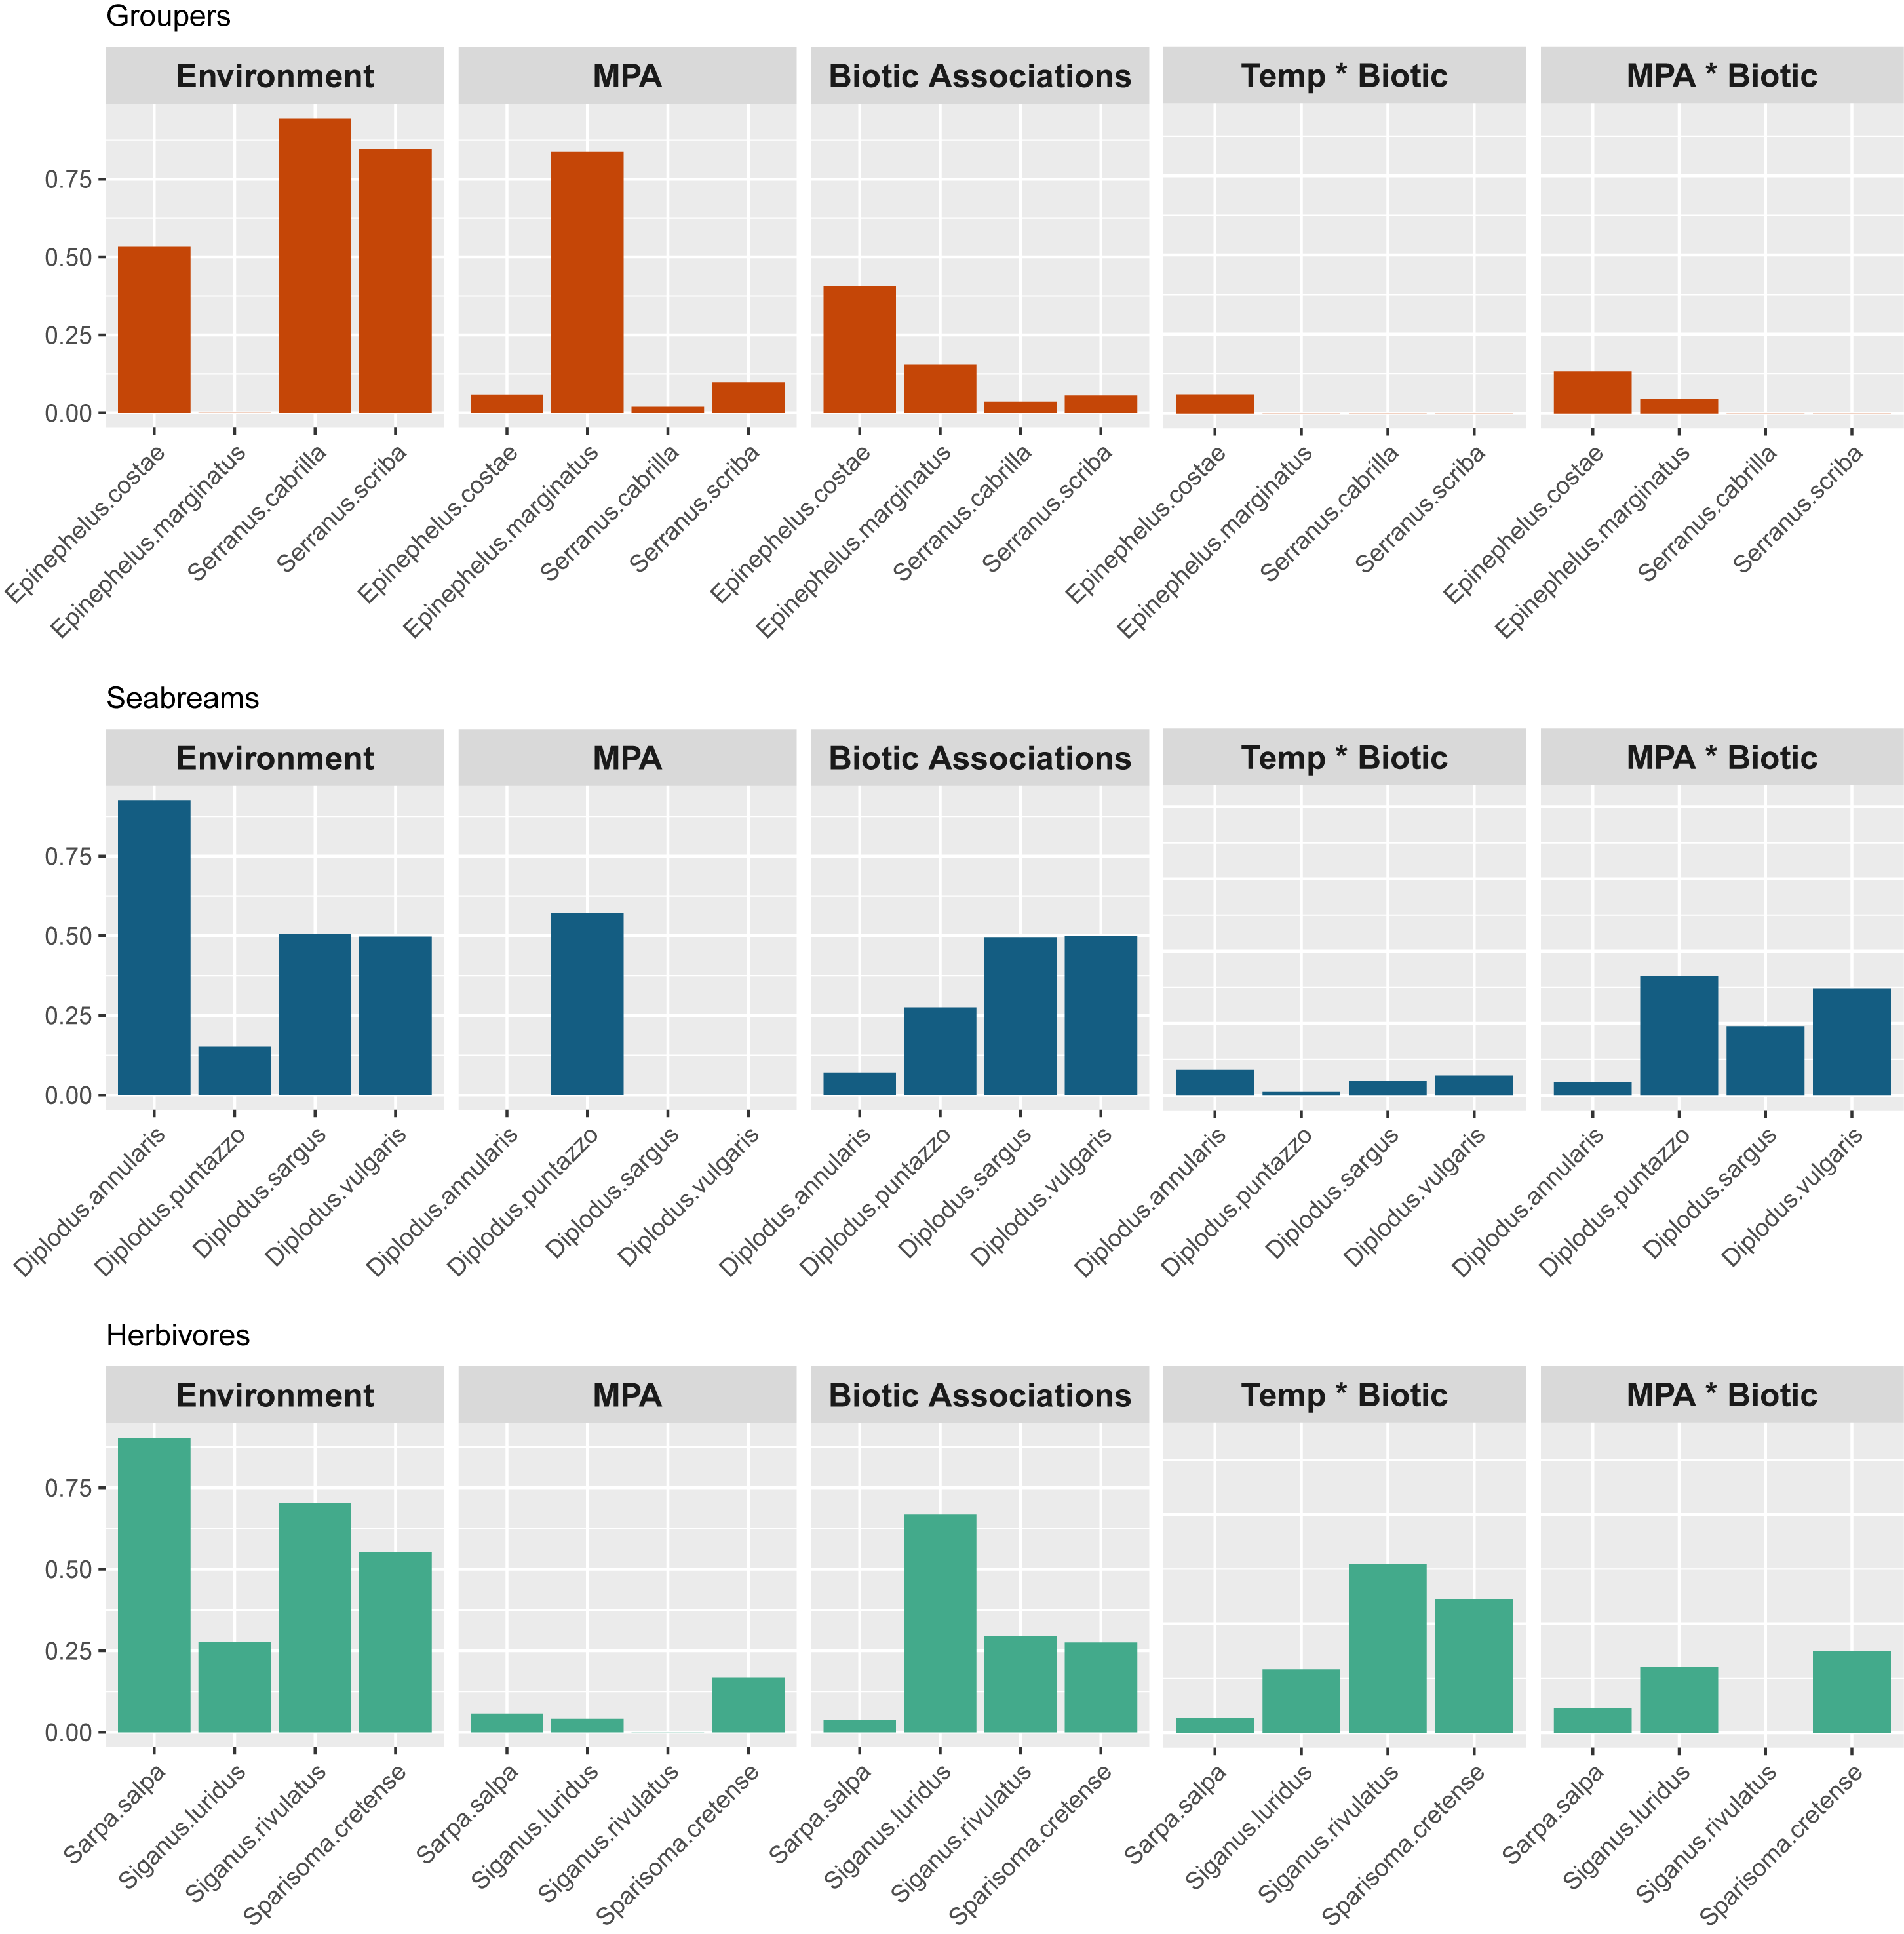 Groupers
Environment MPA Biotic Associations Temp * Biotic MPA * Biotic
0.75
0.50
0.25
0.00
Epinephelus.costae Epinephelus.marginatus Serranus.cabrilla Serranus.scriba Epinephelus.costae Epinephelus.marginatus Serranus.cabrilla Serranus.scriba Epinephelus.costae Epinephelus.marginatus Serranus.cabrilla Serranus.scriba Epinephelus.costae Epinephelus.marginatus Serranus.cabrilla Serranus.scriba Epinephelus.costae Epinephelus.marginatus Serranus.cabrilla Serranus.scriba
Seabreams
Environment MPA Biotic Associations Temp * Biotic MPA * Biotic
0.75
0.50
0.25
0.00
Diplodus.annularis Diplodus.puntazzo Diplodus.sargus Diplodus.vulgaris Diplodus.annularis Diplodus.puntazzo Diplodus.sargus Diplodus.vulgaris Diplodus.annularis Diplodus.puntazzo Diplodus.sargus Diplodus.vulgaris Diplodus.annularis Diplodus.puntazzo Diplodus.sargus Diplodus.vulgaris Diplodus.annularis Diplodus.puntazzo Diplodus.sargus Diplodus.vulgaris
Herbivores
Environment MPA Biotic Associations Temp * Biotic MPA * Biotic
0.75
0.50
0.25
0.00
Sarpa.salpa Siganus.luridus Siganus.rivulatus Sparisoma.cretense Sarpa.salpa Siganus.luridus Siganus.rivulatus Sparisoma.cretense Sarpa.salpa Siganus.luridus Siganus.rivulatus Sparisoma.cretense Sarpa.salpa Siganus.luridus Siganus.rivulatus Sparisoma.cretense Sarpa.salpa Siganus.luridus Siganus.rivulatus Sparisoma.cretense